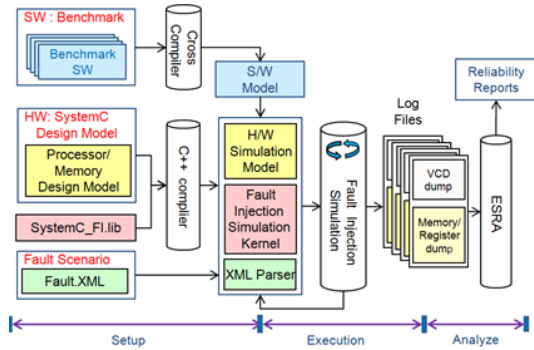 SW : Benchmark
Benchmark
SW
Cross
Compiler
S/W
Model
HW: SystemC
Design Model
Processor/
Memory
Design Model
SystemC_FI.lib
C++ complier
Fault Scenario
Fault.XML
H/W
Simulation
Model
Fault
Injection
Simulation
Kernel
XML Parser
Fault Injection
Simulation
Log
Files
VCD
dump
Memory/
Register
dump
ESRA
Reliability
Reports
Setup
Execution
Analyze